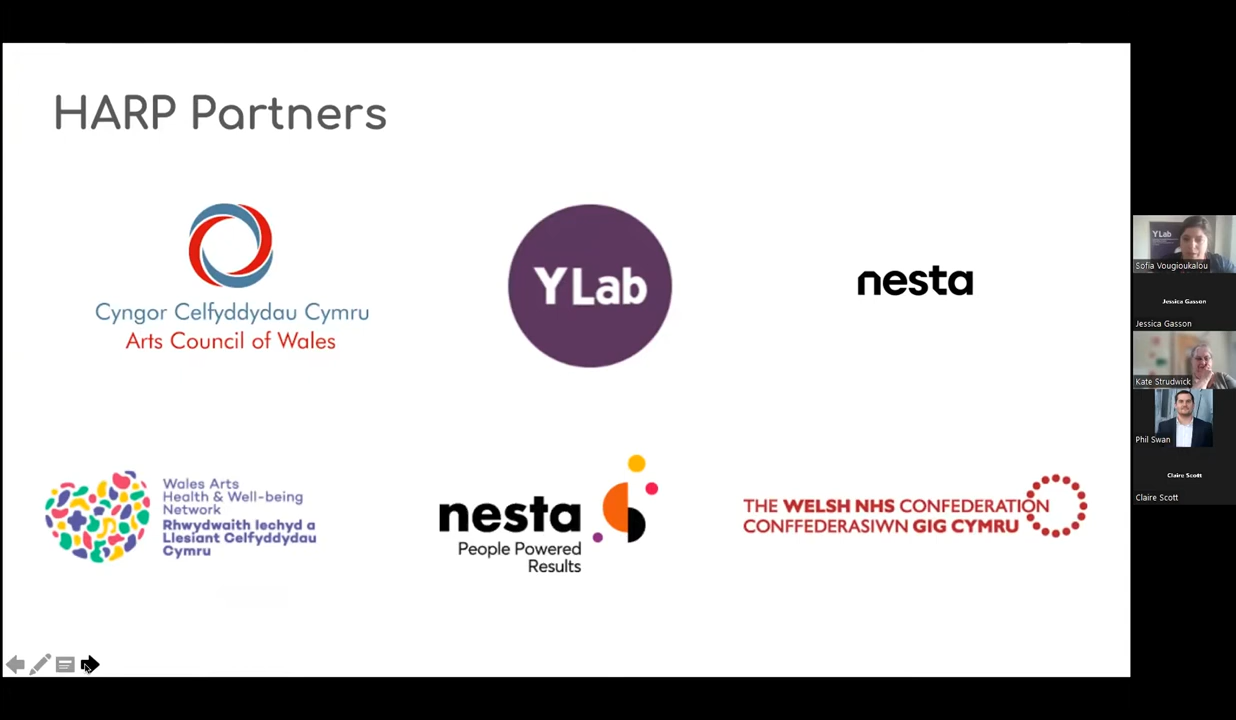 HARP Partners
Cyngor Celfyddydau Cymru
Arts Council of Wales
YLab
nesta
Wales Arts
Health & Well-being
Network
Rhwydwaith Iechyd a
Llesiant Celfyddydau
Cymru
nesta
People Powered
Results
THE WELSH NHS CONFEDERATION
CONFFEDERASIWN GIG CYMRU
YLab
Sofia Vougioukalou
Jessica Gasson
Jessica Gasson
Kate Strudwick
Phil Swan
Claire Scott
Claire Scott